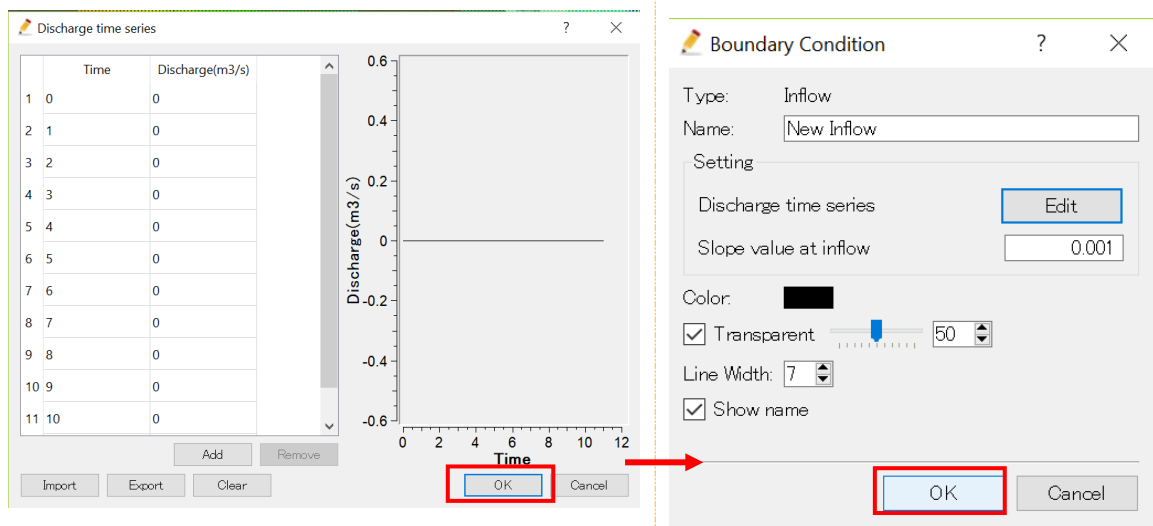 Discharge time series
?
Time Discharge(m3/s)
1 0 0
2 1 0
3 2 0
4 3 0
5 4 0
6 5 0
7 6 0
8 7 0
9 8 0
10 9 0
11 10 0
Add Remove
Import Export Clear
Discharge(m3/s)
0.6
0.4
0.2
0
-0.2
-0.4
-0.6
0 2 4 6 8 10 12
Time
OK Cancel
Boundary Condition
?
Type: Inflow
Name: New Inflow
Setting
Discharge time series Edit
Slope value at inflow 0.001
Color:
Transparent 50
Line Width: 7
Show name
OK Cancel